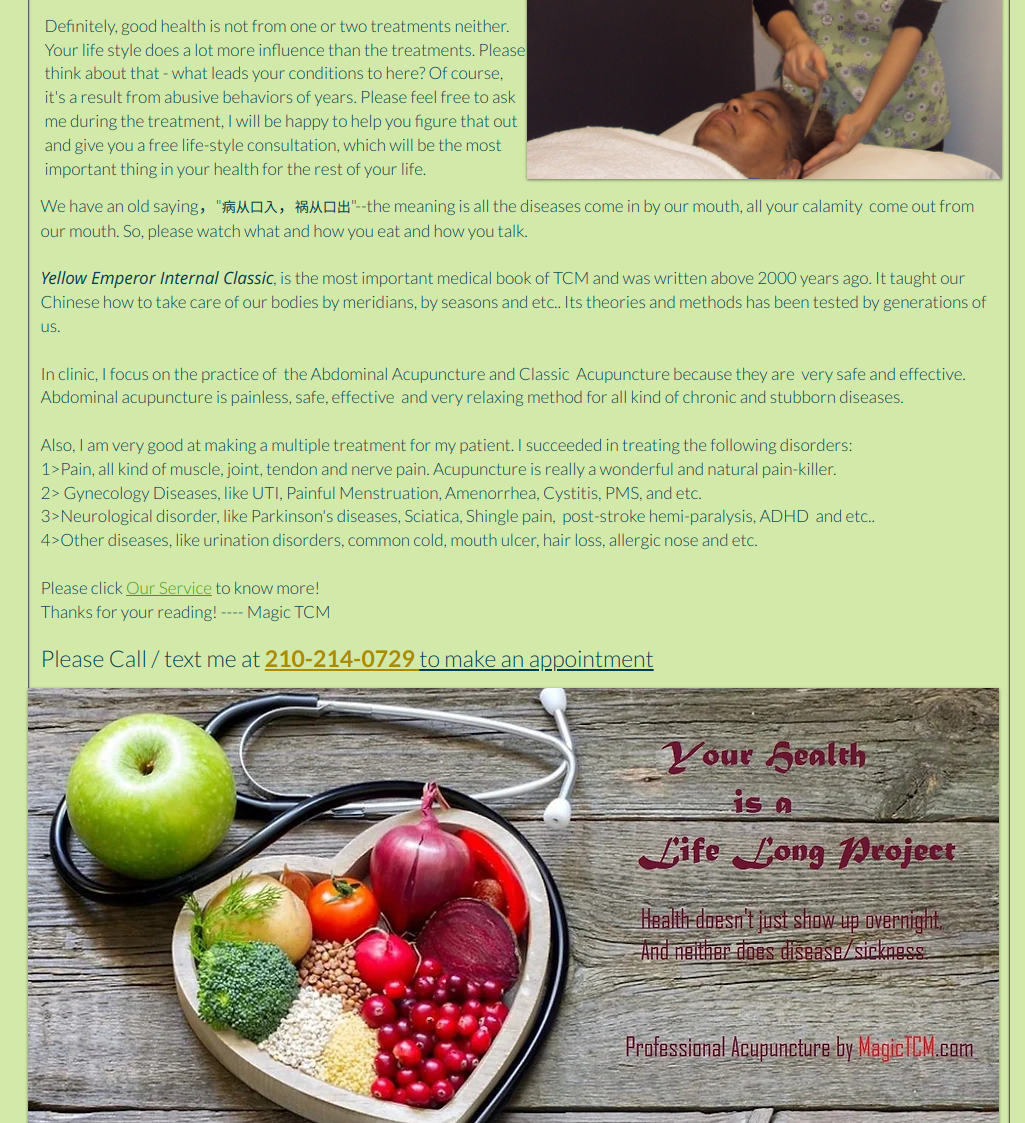 Definitely, good health is not from one or two treatments neither.
Your life style does a lot more influence than the treatments. Please
think about that - what leads your conditions to here? Of course,
it's a result from abusive behaviors of years. Please feel free to ask
me during the treatment, I will be happy to help you figure that out
and give you a free life-style consultation, which will be the most
important thing in your health for the rest of your life.
We have an old saying，"病从口入，祸从口出"--the meaning is all the diseases come in by our mouth, all your calamity come out from
our mouth. So, please watch what and how you eat and how you talk.
Yellow Emperor Internal Classic, is the most important medical book of TCM and was written above 2000 years ago. It taught our
Chinese how to take care of our bodies by meridians, by seasons and etc.. Its theories and methods has been tested by generations of
us.
In clinic, I focus on the practice of the Abdominal Acupuncture and Classic Acupuncture because they are very safe and effective.
Abdominal acupuncture is painless, safe, effective and very relaxing method for all kind of chronic and stubborn diseases.
Also, I am very good at making a multiple treatment for my patient. I succeeded in treating the following disorders:
1>Pain, all kind of muscle, joint, tendon and nerve pain. Acupuncture is really a wonderful and natural pain-killer.
2> Gynecology Diseases, like UTI, Painful Menstruation, Amenorrhea, Cystitis, PMS, and etc.
3>Neurological disorder, like Parkinson's diseases, Sciatica, Shingle pain, post-stroke hemi-paralysis, ADHD and etc..
4>Other diseases, like urination disorders, common cold, mouth ulcer, hair loss, allergic nose and etc.
Please click Our Service to know more!
Thanks for your reading! ---- Magic TCM
Please Call / text me at 210-214-0729 to make an appointment
Your Health
is a
Life Long Project
Health doesn't just show up overnight,
And neither does disease/sickness.
Professional Acupuncture by MagicTCM.com